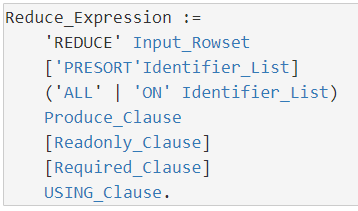 Reduce_Expression :=
'REDUCE' Input_Rowset
['PRESORT'Identifier_List]
('ALL' | 'ON' Identifier_List)
Produce_Clause
[Readonly_Clause]
[Required_Clause]
USING_Clause.